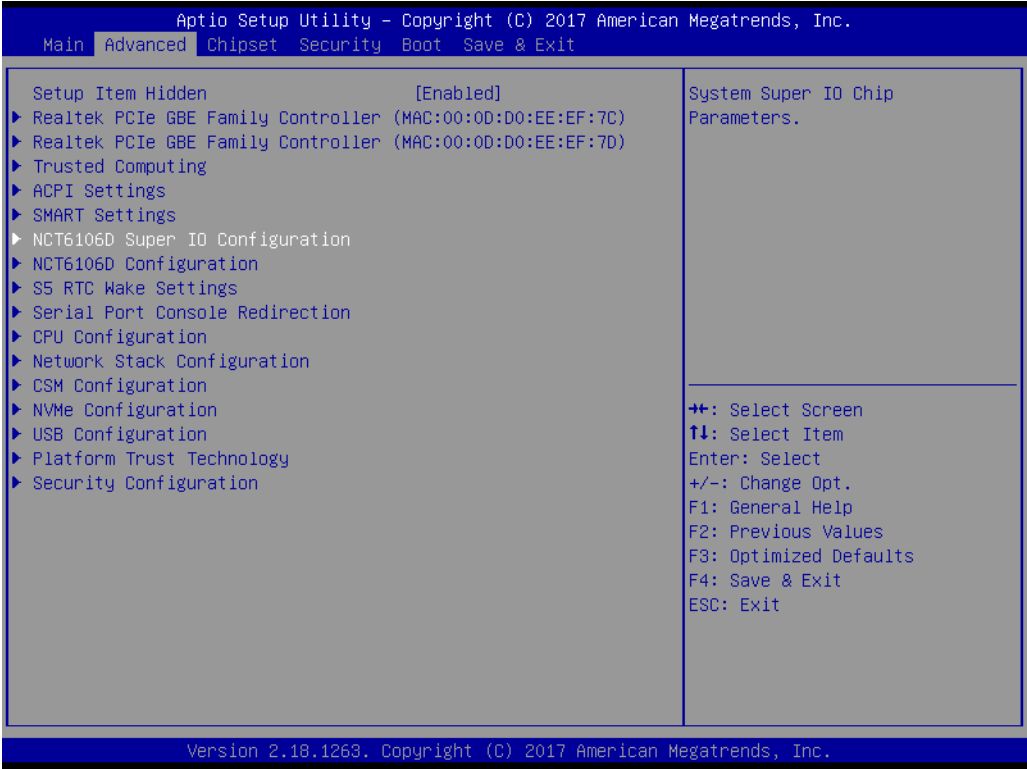 Aptio Setup Utility – Copyright (C) 2017 American Megatrends, Inc.
Main Advanced Chipset Security Boot Save & Exit
Setup Item Hidden [Enabled]
Realtek PCIe GBE Family Controller (MAC:00:0D:D0:EE:EF:7C)
Realtek PCIe GBE Family Controller (MAC:00:0D:D0:EE:EF:7D)
Trusted Computing
ACPI Settings
SMART Settings
NCT6106D Super IO Configuration
NCT6106D Configuration
S5 RTC Wake Settings
Serial Port Console Redirection
CPU Configuration
Network Stack Configuration
CSM Configuration
NVMe Configuration
USB Configuration
Platform Trust Technology
Security Configuration
System Super IO Chip
Parameters.
→←: Select Screen
↑↓: Select Item
Enter: Select
+/-: Change Opt.
F1: General Help
F2: Previous Values
F3: Optimized Defaults
F4: Save & Exit
ESC: Exit
Version 2.18.1263. Copyright (C) 2017 American Megatrends, Inc.